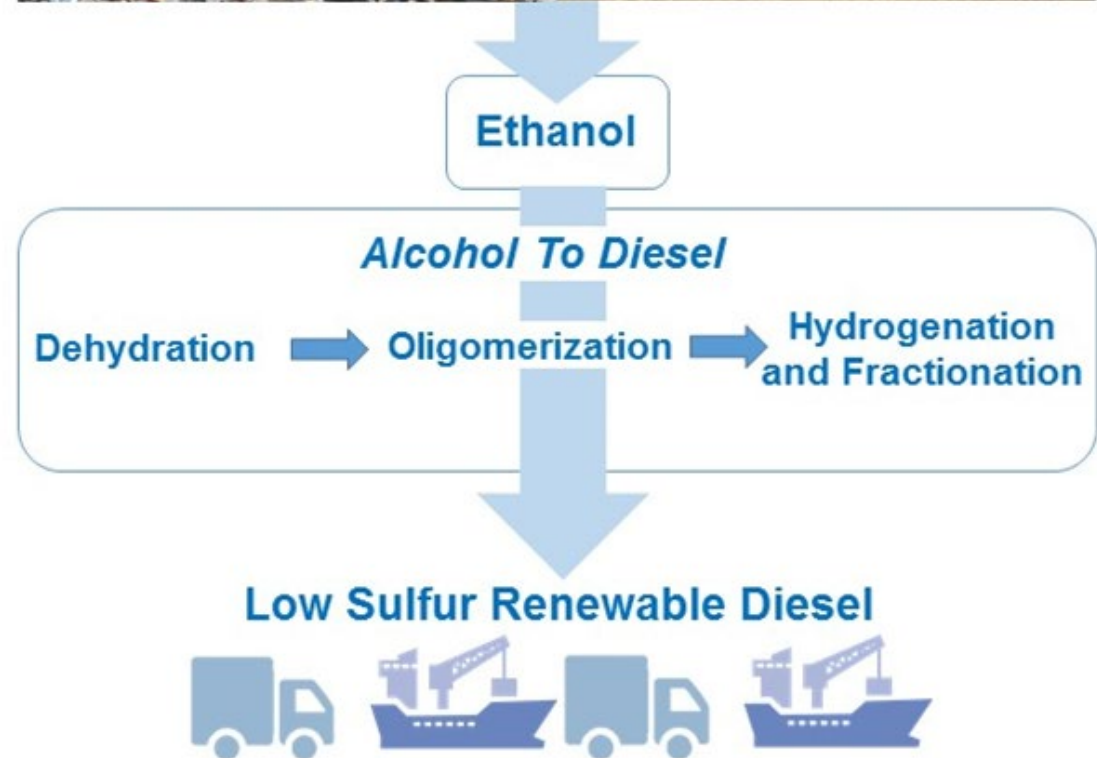 Ethanol
Alcohol To Diesel
Dehydration
Oligomerization
Hydrogenation
and Fractionation
Low Sulfur Renewable Diesel